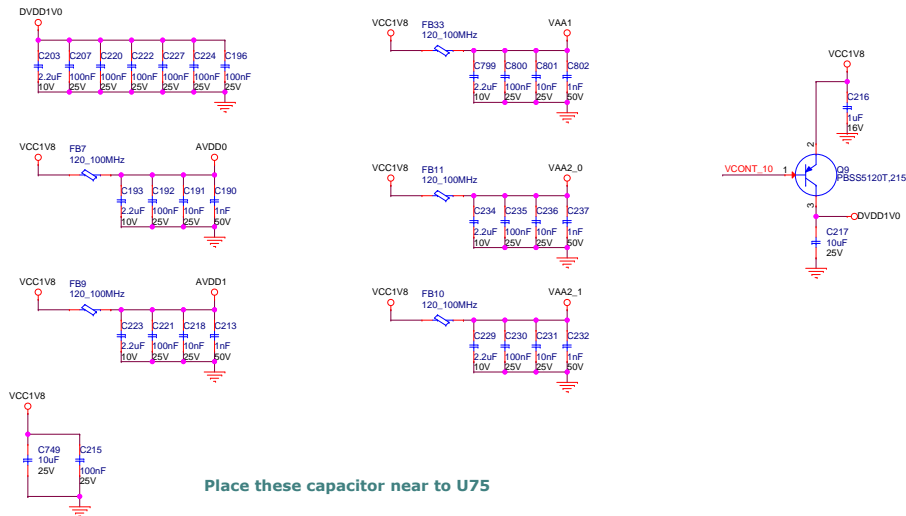 DVDD1V0
C203
2.2uF
10V
C207
100nF
25V
C220
100nF
25V
C222
100nF
25V
C227
100nF
25V
C224
100nF
25V
C196
100nF
25V
VCC1V8
FB33
120_100MHz
VAA1
C799
2.2uF
10V
C800
100nF
25V
C801
10nF
25V
C802
1nF
50V
VCC1V8
C216
1uF
16V
VCONT_10
1
2
3
Q9
PBSS5120T,215
DVDD1V0
C217
10uF
25V
VCC1V8
FB7
120_100MHz
AVDD0
C193
2.2uF
10V
C192
100nF
25V
C191
10nF
25V
C190
1nF
50V
VCC1V8
FB11
120_100MHz
VAA2_0
C234
2.2uF
10V
C235
100nF
25V
C236
10nF
25V
C237
1nF
50V
VCC1V8
FB9
120_100MHz
AVDD1
C223
2.2uF
10V
C221
100nF
25V
C218
10nF
25V
C213
1nF
50V
VCC1V8
FB10
120_100MHz
VAA2_1
C229
2.2uF
10V
C230
100nF
25V
C231
10nF
25V
C232
1nF
50V
VCC1V8
C749
10uF
25V
C215
100nF
25V
Place these capacitor near to U75